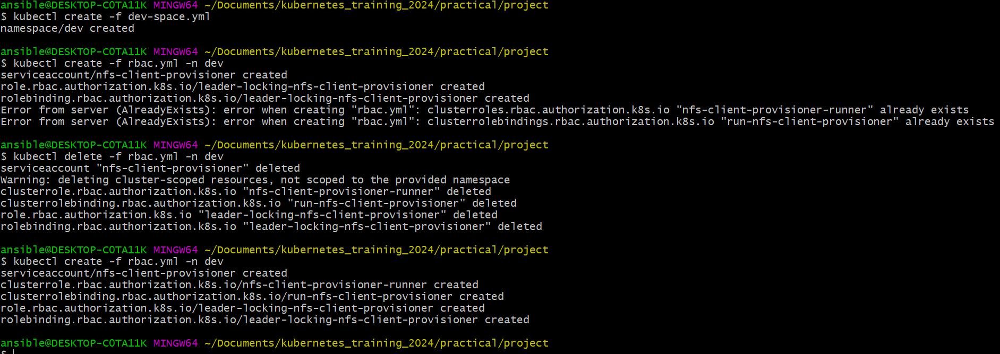 ansible@DESKTOP-C0TA11K MINGW64 ~/Documents/kubernetes_training_2024/practical/project
$ kubectl create -f dev-space.yml
namespace/dev created
ansible@DESKTOP-C0TA11K MINGW64 ~/Documents/kubernetes_training_2024/practical/project
$ kubectl create -f rbac.yml -n dev
serviceaccount/nfs-client-provisioner created
role.rbac.authorization.k8s.io/leader-locking-nfs-client-provisioner created
rolebinding.rbac.authorization.k8s.io/leader-locking-nfs-client-provisioner created
Error from server (AlreadyExists): error when creating "rbac.yml": clusterroles.rbac.authorization.k8s.io "nfs-client-provisioner-runner" already exists
Error from server (AlreadyExists): error when creating "rbac.yml": clusterrolebindings.rbac.authorization.k8s.io "run-nfs-client-provisioner" already exists
ansible@DESKTOP-C0TA11K MINGW64 ~/Documents/kubernetes_training_2024/practical/project
$ kubectl delete -f rbac.yml -n dev
serviceaccount "nfs-client-provisioner" deleted
Warning: deleting cluster-scoped resources, not scoped to the provided namespace
clusterrole.rbac.authorization.k8s.io "nfs-client-provisioner-runner" deleted
clusterrolebinding.rbac.authorization.k8s.io "run-nfs-client-provisioner" deleted
role.rbac.authorization.k8s.io "leader-locking-nfs-client-provisioner" deleted
rolebinding.rbac.authorization.k8s.io "leader-locking-nfs-client-provisioner" deleted
ansible@DESKTOP-C0TA11K MINGW64 ~/Documents/kubernetes_training_2024/practical/project
$ kubectl create -f rbac.yml -n dev
serviceaccount/nfs-client-provisioner created
clusterrole.rbac.authorization.k8s.io/nfs-client-provisioner-runner created
clusterrolebinding.rbac.authorization.k8s.io/run-nfs-client-provisioner created
role.rbac.authorization.k8s.io/leader-locking-nfs-client-provisioner created
rolebinding.rbac.authorization.k8s.io/leader-locking-nfs-client-provisioner created
ansible@DESKTOP-C0TA11K MINGW64 ~/Documents/kubernetes_training_2024/practical/project
$